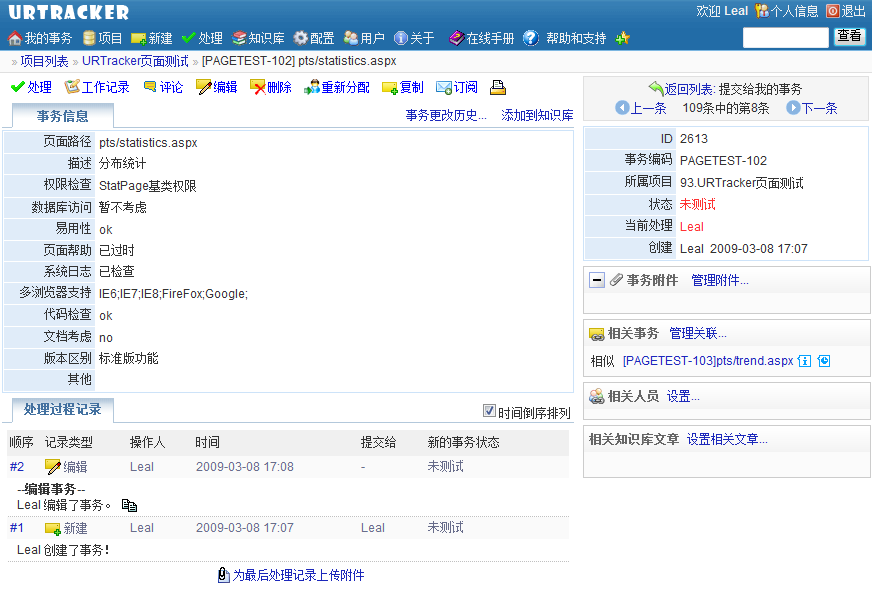 URTRACKER
欢迎 Leal 个人信息 退出
我的事务 项目 新建 处理 知识库 配置 用户 关于 在线手册 帮助和支持 查看
» 项目列表 » URTracker页面测试 » [PAGETEST-102] pts/statistics.aspx
处理 工作记录 评论 编辑 删除 重新分配 复制 订阅
事务信息 事务更改历史... 添加到知识库
页面路径 pts/statistics.aspx
描述 分布统计
权限检查 StatPage基类权限
数据库访问 暂不考虑
易用性 ok
页面帮助 已过时
系统日志 已检查
多浏览器支持 IE6;IE7;IE8;FireFox;Google;
代码检查 ok
文档考虑 no
版本区别 标准版功能
其他
处理过程记录 时间倒序排列
顺序 记录类型 操作人 时间 提交给 新的事务状态
#2 编辑 Leal 2009-03-08 17:08 - 未测试
--编辑事务--
Leal 编辑了事务。
#1 新建 Leal 2009-03-08 17:07 Leal 未测试
Leal 创建了事务!
为最后处理记录上传附件
返回列表: 提交给我的事务
上一条 109条中的第8条 下一条
ID 2613
事务编码 PAGETEST-102
所属项目 93.URTracker页面测试
状态 未测试
当前处理 Leal
创建 Leal 2009-03-08 17:07
事务附件 管理附件...
相关事务 管理关联...
相似 [PAGETEST-103]pts/trend.aspx
相关人员 设置...
相关知识库文章 设置相关文章...